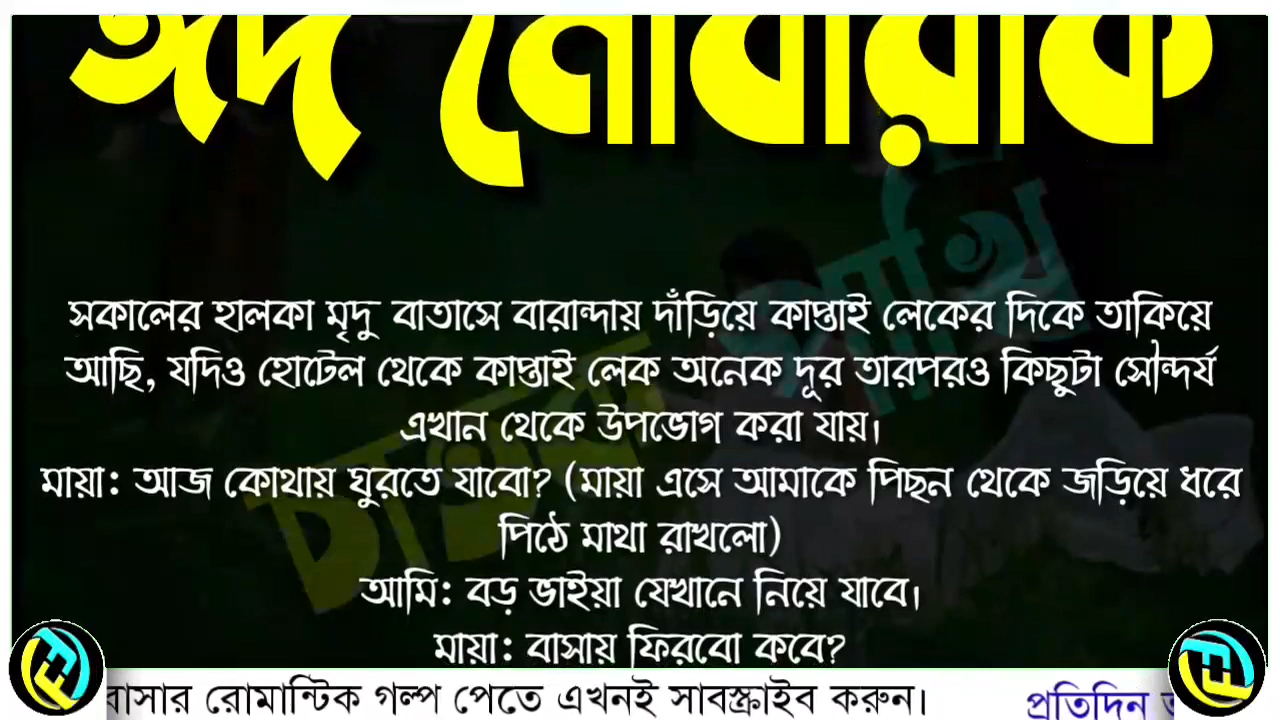 ঈদ মোবারক
সকালের হালকা মৃদু বাতাসে বারান্দায় দাঁড়িয়ে কাপ্তাই লেকের দিকে তাকিয়ে
আছি, যদিও হোটেল থেকে কাপ্তাই লেক অনেক দূর তারপরও কিছুটা সৌন্দর্য
এখান থেকে উপভোগ করা যায়।
মায়া: আজ কোথায় ঘুরতে যাবো? (মায়া এসে আমাকে পিছন থেকে জড়িয়ে ধরে
পিঠে মাথা রাখলো)
আমি: বড় ভাইয়া যেখানে নিয়ে যাবে।
মায়া: বাসায় ফিরবো কবে?
বাসার রোমান্টিক গল্প পেতে এখনই সাবস্ক্রাইব করুন। প্রতিদিন